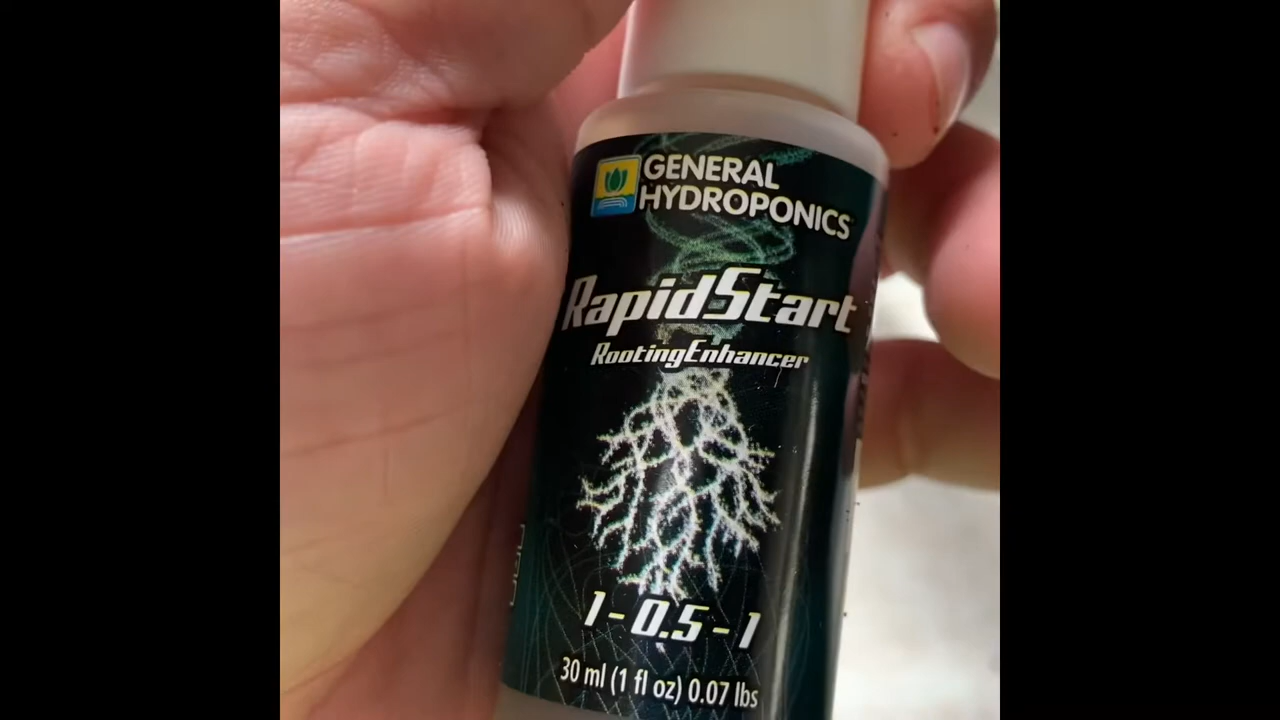 GENERAL
HYDROPONICS
RapidStart
RootingEnhancer
1-0.5-1
30 ml (1 fl oz) 0.07 lbs